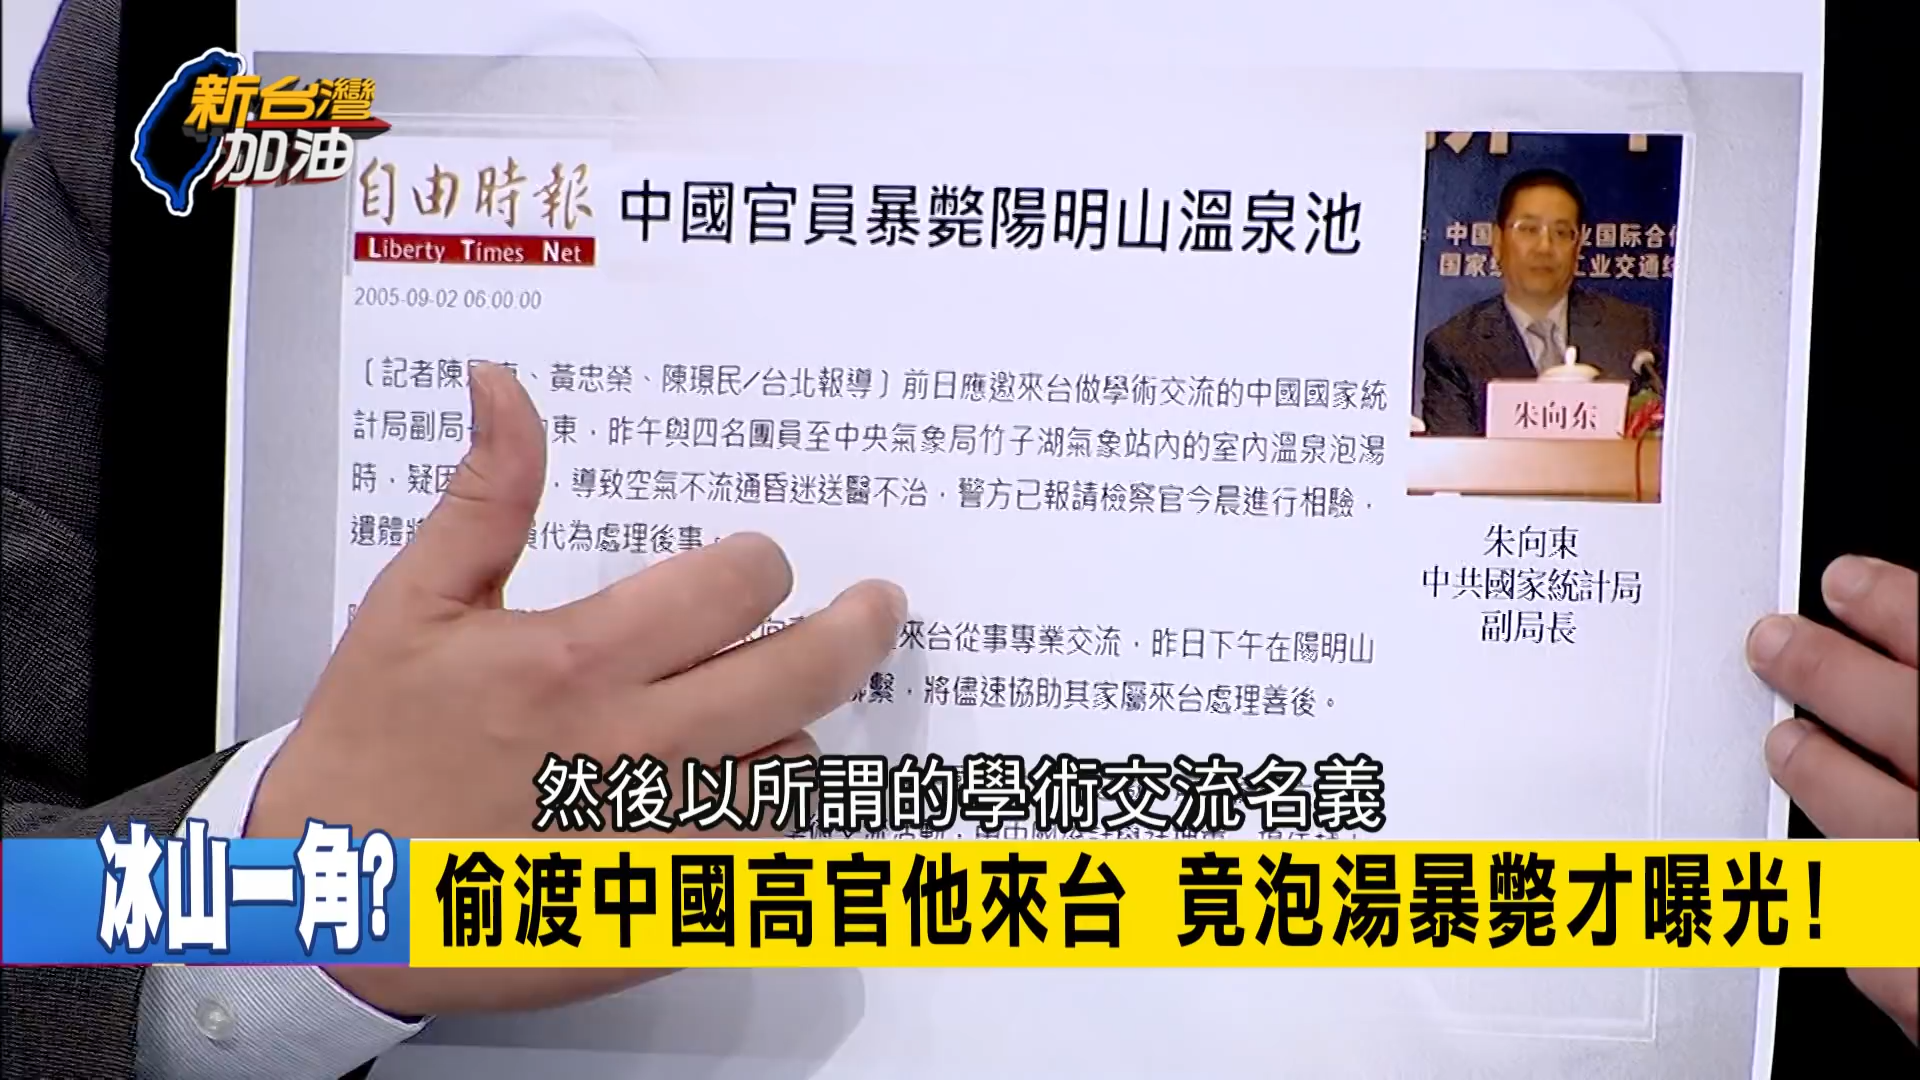 新台灣
加油
自由時報
Liberty Times Net
中國官員暴斃陽明山溫泉池
2005-09-02 06:00:00
〔記者陳、黃忠榮、陳璟民／台北報導〕前日應邀來台做學術交流的中國國家統
計局副局東，昨午與四名團員至中央氣象局竹子湖氣象站內的室內溫泉泡湯
時，疑因，導致空氣不流通昏迷送醫不治，警方已報請檢察官今晨進行相驗，
遺體代為處理後事。
來台從事專業交流，昨日下午在陽明山
繫，將儘速協助其家屬來台處理善後。
中国业国际合
国家工业交通统
朱向东
朱向東
中共國家統計局
副局長
然後以所謂的學術交流名義
冰山一角?
偷渡中國高官他來台 竟泡湯暴斃才曝光!